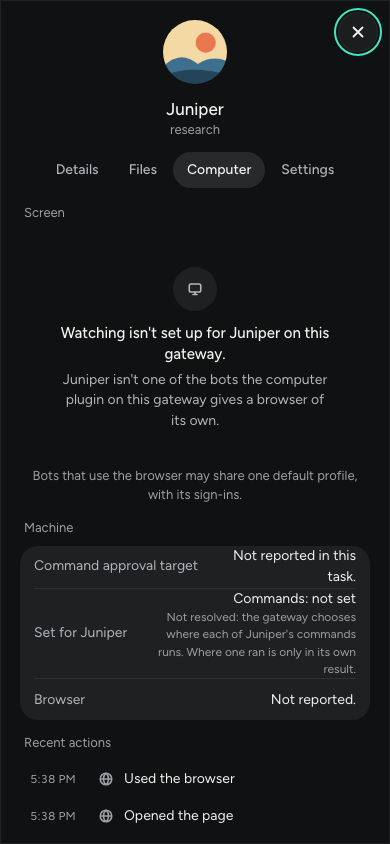 Juniper
research
Details Files Computer Settings
Screen
Watching isn't set up for Juniper on this
gateway.
Juniper isn't one of the bots the computer
plugin on this gateway gives a browser of
its own.
Bots that use the browser may share one default profile,
with its sign-ins.
Machine
Command approval target Not reported in this
task.
Commands: not set
Set for Juniper Not resolved: the gateway chooses
where each of Juniper's commands
runs. Where one ran is only in its own
result.
Browser Not reported.
Recent actions
5:38 PM Used the browser
5:38 PM Opened the page